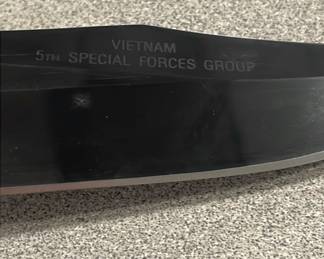 VIETNAM
5TH SPECIAL FORCES GROUP